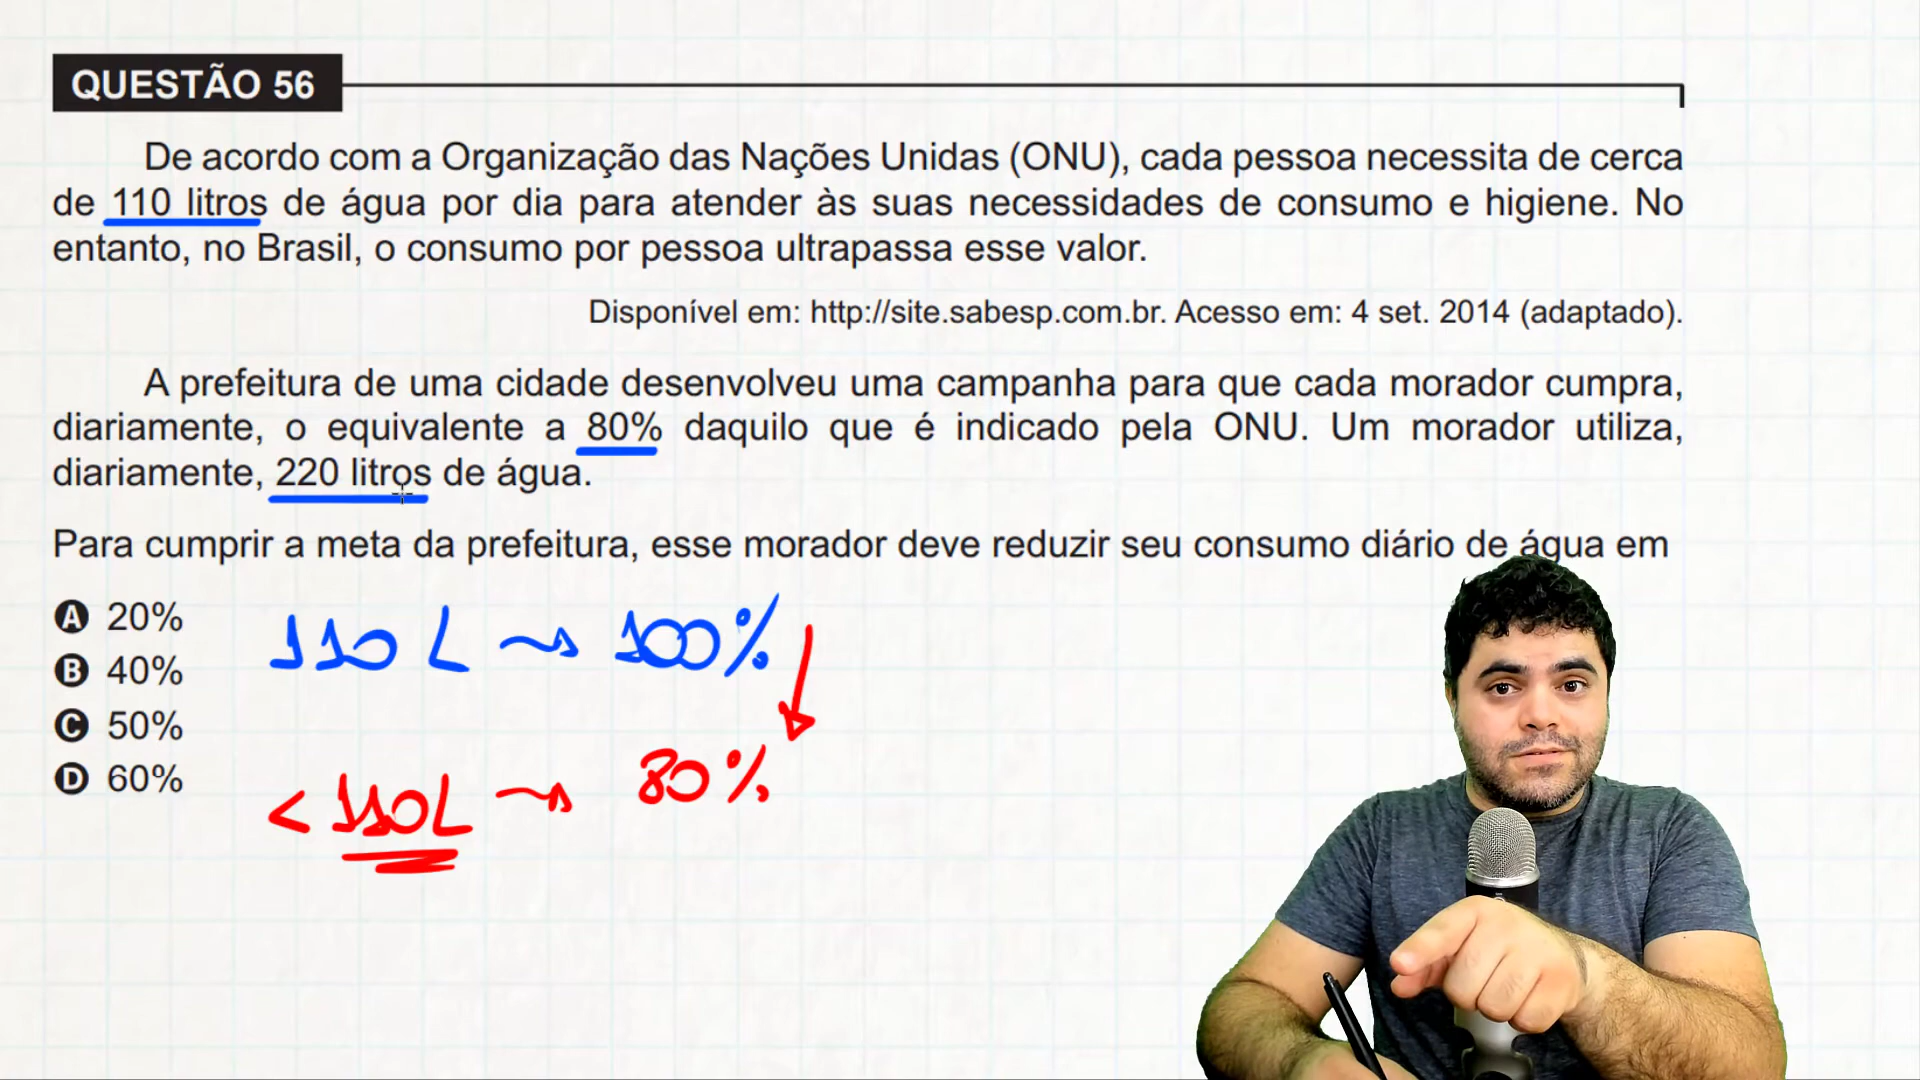 QUESTÃO 56
De acordo com a Organização das Nações Unidas (ONU), cada pessoa necessita de cerca
de 110 litros de água por dia para atender às suas necessidades de consumo e higiene. No
entanto, no Brasil, o consumo por pessoa ultrapassa esse valor.
Disponível em: http://site.sabesp.com.br. Acesso em: 4 set. 2014 (adaptado).
A prefeitura de uma cidade desenvolveu uma campanha para que cada morador cumpra,
diariamente, o equivalente a 80% daquilo que é indicado pela ONU. Um morador utiliza,
diariamente, 220 litros de água.
Para cumprir a meta da prefeitura, esse morador deve reduzir seu consumo diário de água em
A 20%
B 40%
C 50%
D 60%
110 L → 100%
< 110L → 80%